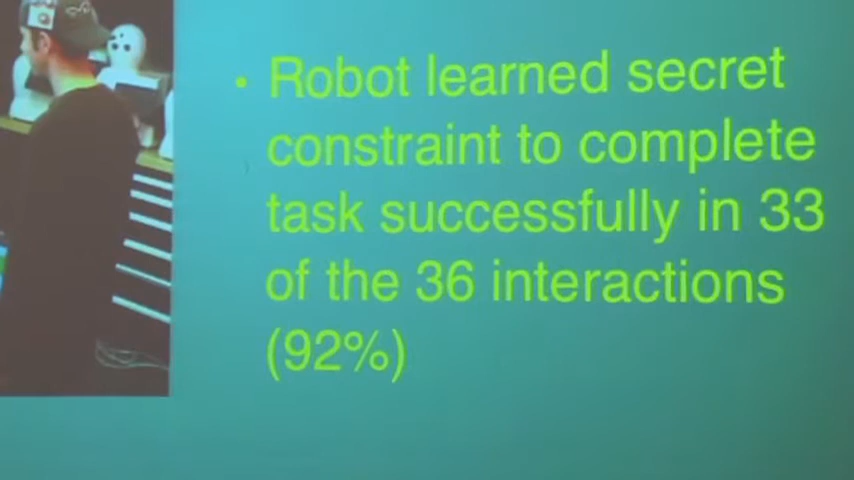 • Robot learned secret
constraint to complete
task successfully in 33
of the 36 interactions
(92%)